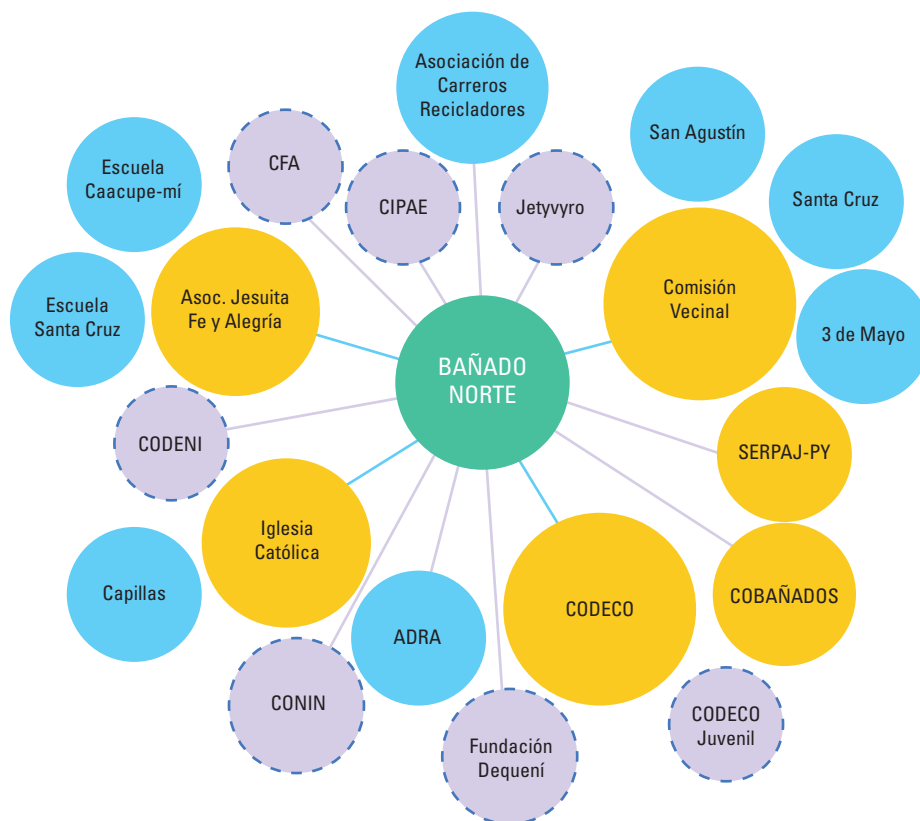 Asociación de
Carreros
Recicladores
San Agustín
Escuela
Caacupe-mí
CFA
CIPAE
Jetyvyro
Santa Cruz
Asoc. Jesuita
Fe y Alegría
Comisión
Vecinal
Escuela
Santa Cruz
3 de Mayo
BAÑADO
NORTE
CODENI
SERPAJ-PY
Iglesia
Católica
Capillas
ADRA
CODECO
COBAÑADOS
CONIN
Fundación
Dequení
CODECO
Juvenil